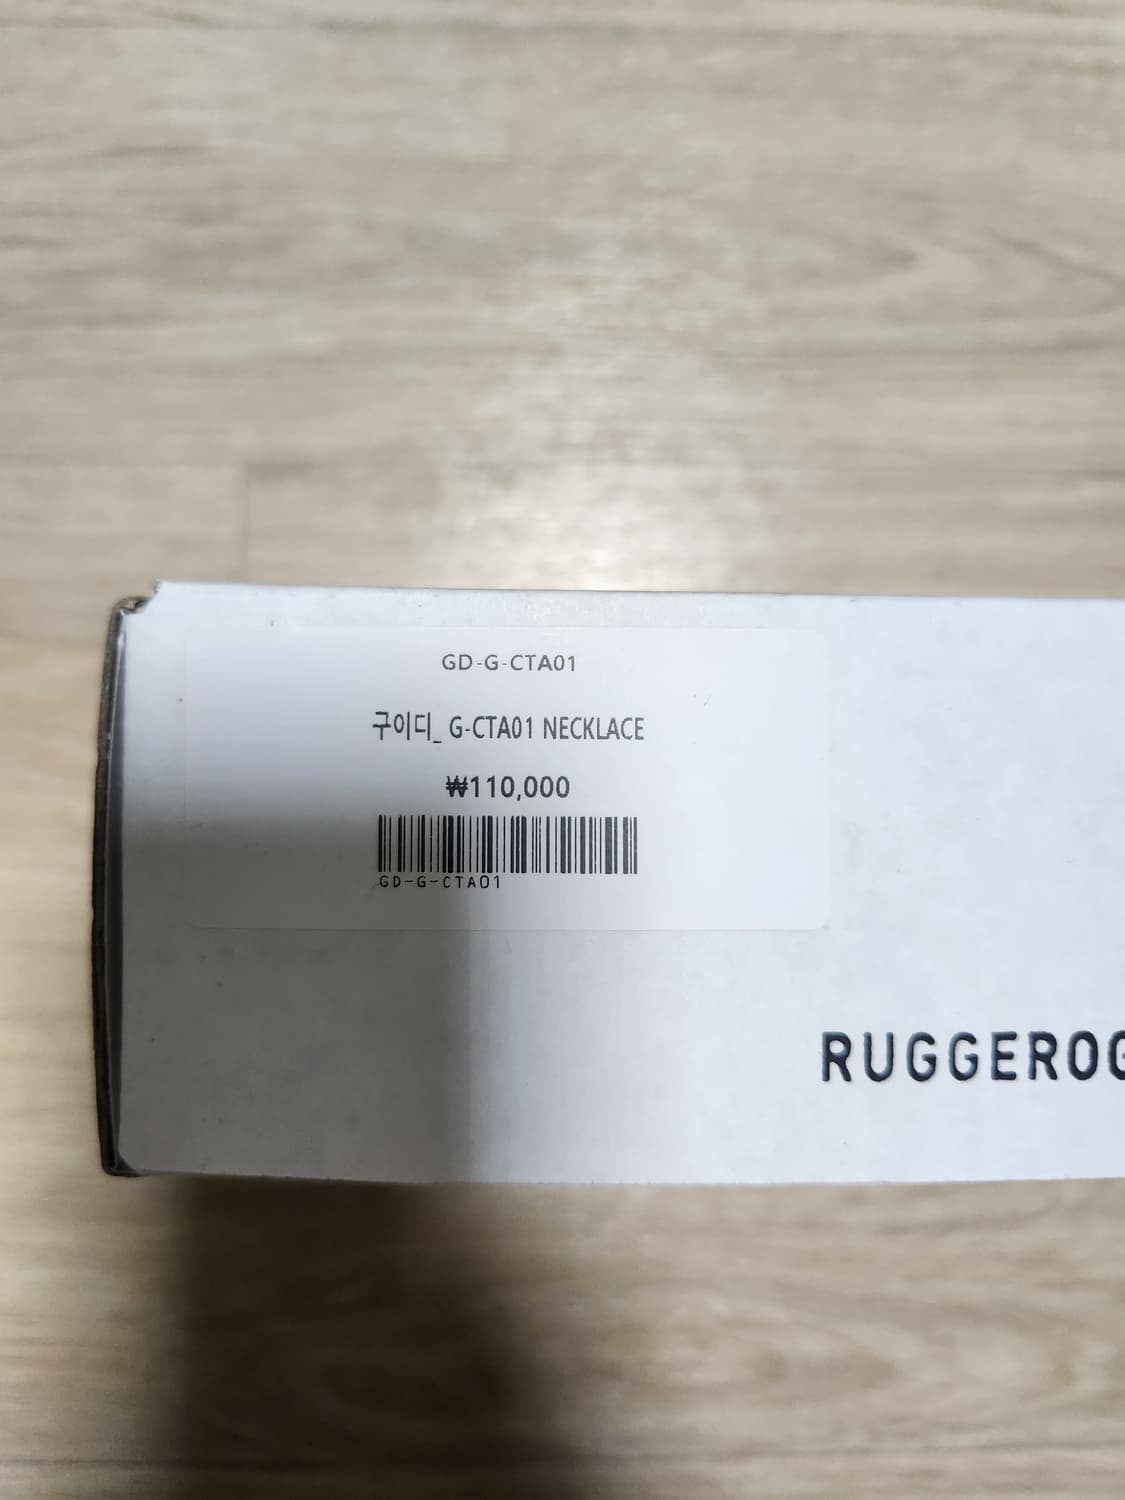 GD-G-CTA01
구이디_ G-CTA01 NECKLACE
₩110,000
GD-G-CTA01
RUGGEROG